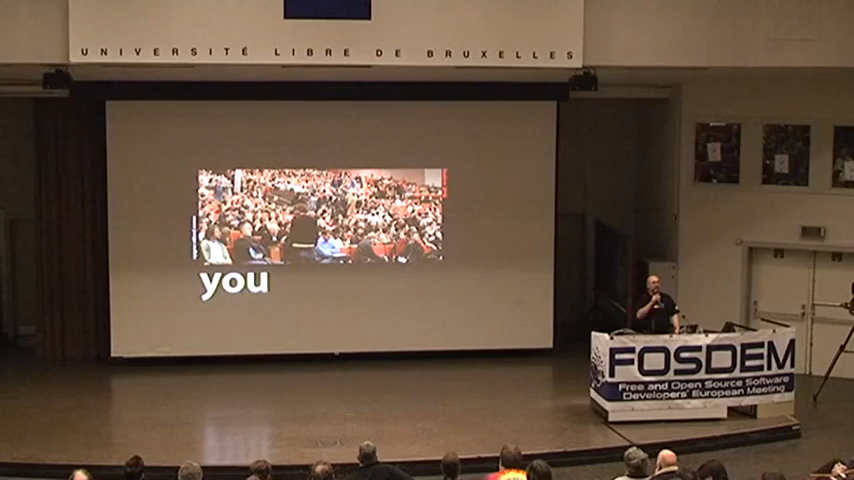 UNIVERSITÉ LIBRE DE BRUXELLES
you
FOSDEM
Free and Open Source Software
Developers' European Meeting